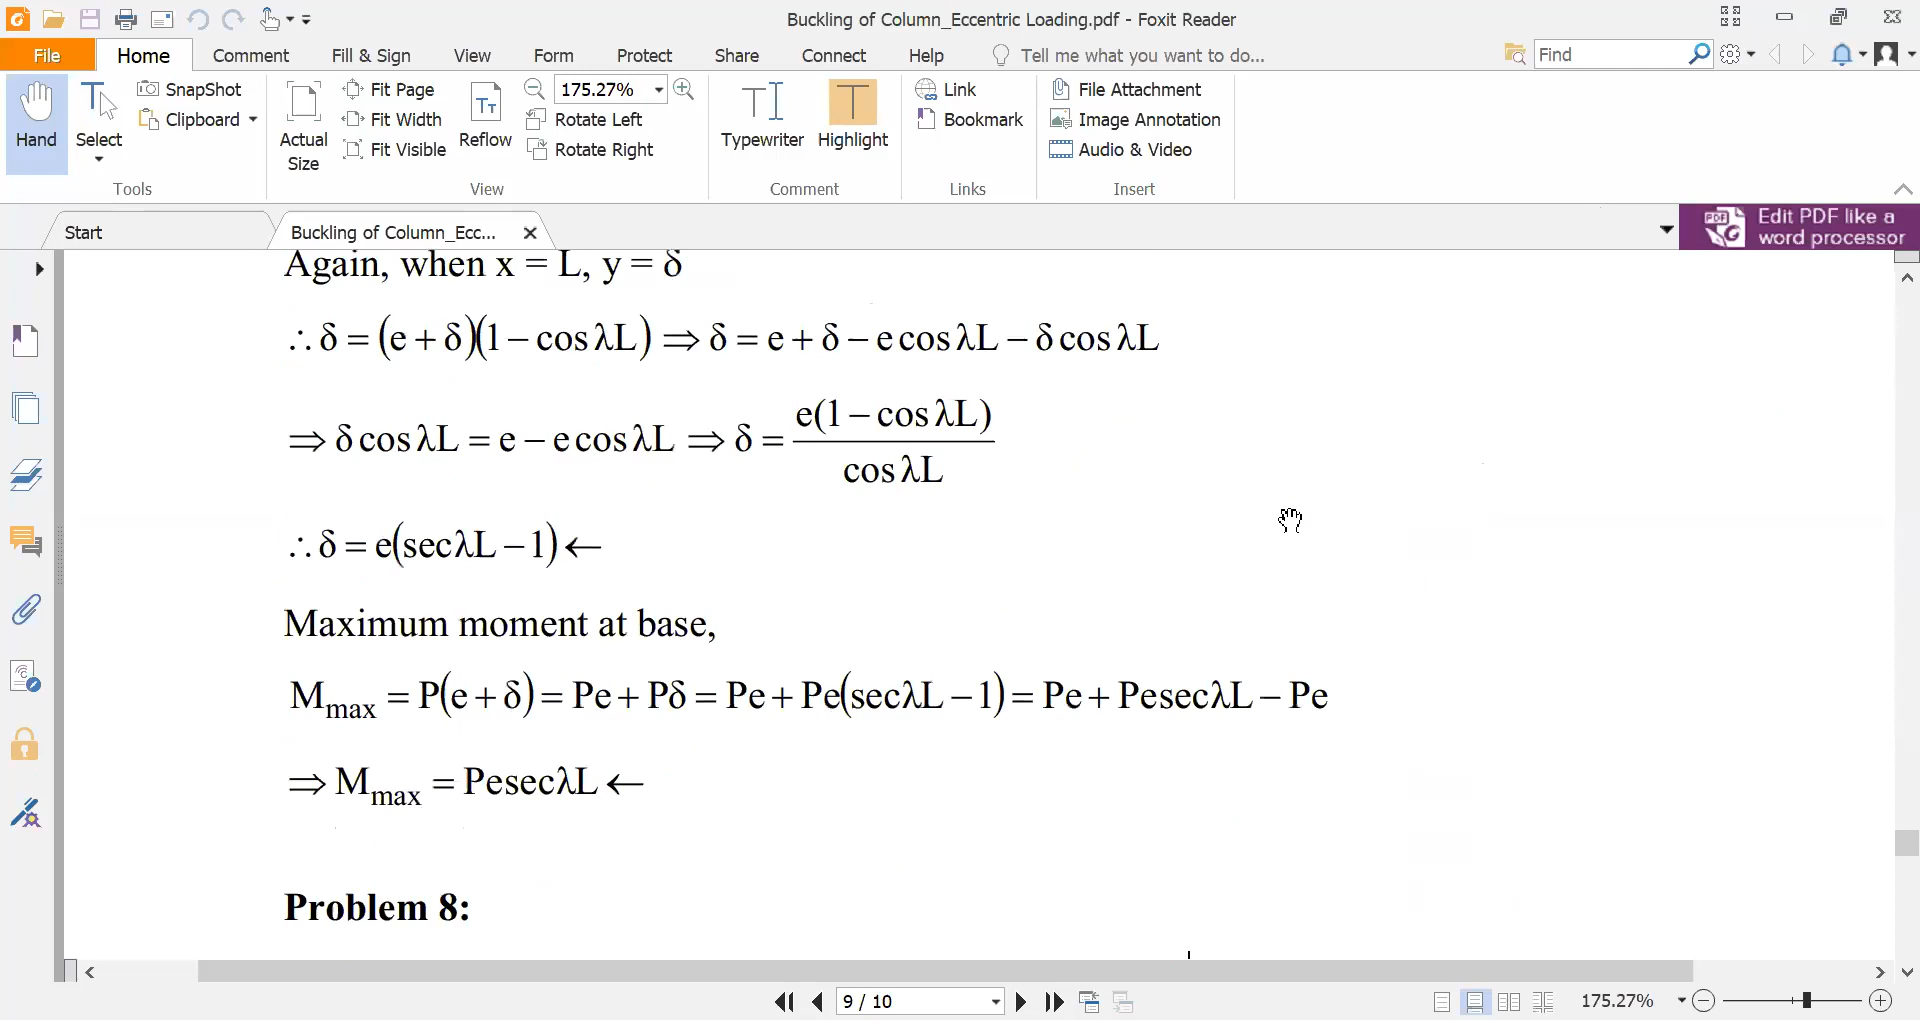 Buckling of Column_Eccentric Loading.pdf - Foxit Reader
File Home Comment Fill & Sign View Form Protect Share Connect Help Tell me what you want to do... Find
Hand Select SnapShot Clipboard
Tools
Actual Size Fit Page Fit Width Fit Visible Reflow 175.27% Rotate Left Rotate Right
View
Typewriter Highlight
Comment
Link Bookmark
Links
File Attachment Image Annotation Audio & Video
Insert
Start Buckling of Column_Ecc...
PDF Edit PDF like a
word processor
Again, when x = L, y = δ
∴ δ = (e + δ)(1 − cos λL) ⇒ δ = e + δ − e cos λL − δ cos λL
⇒ δ cos λL = e − e cos λL ⇒ δ = e(1 − cos λL) / cos λL
∴ δ = e(secλL − 1) ←
Maximum moment at base,
Mmax = P(e + δ) = Pe + Pδ = Pe + Pe(secλL − 1) = Pe + PesecλL − Pe
⇒ Mmax = PesecλL ←
Problem 8:
9 / 10 175.27%